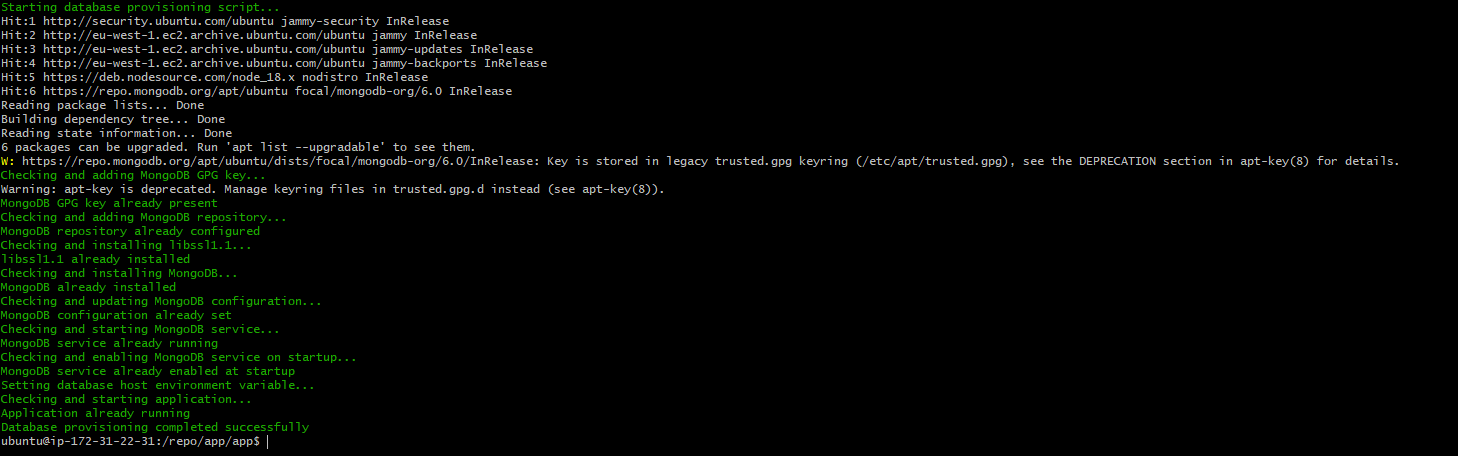 Starting database provisioning script...
Hit:1 http://security.ubuntu.com/ubuntu jammy-security InRelease
Hit:2 http://eu-west-1.ec2.archive.ubuntu.com/ubuntu jammy InRelease
Hit:3 http://eu-west-1.ec2.archive.ubuntu.com/ubuntu jammy-updates InRelease
Hit:4 http://eu-west-1.ec2.archive.ubuntu.com/ubuntu jammy-backports InRelease
Hit:5 https://deb.nodesource.com/node_18.x nodistro InRelease
Hit:6 https://repo.mongodb.org/apt/ubuntu focal/mongodb-org/6.0 InRelease
Reading package lists... Done
Building dependency tree... Done
Reading state information... Done
6 packages can be upgraded. Run 'apt list --upgradable' to see them.
W: https://repo.mongodb.org/apt/ubuntu/dists/focal/mongodb-org/6.0/InRelease: Key is stored in legacy trusted.gpg keyring (/etc/apt/trusted.gpg), see the DEPRECATION section in apt-key(8) for details.
Checking and adding MongoDB GPG key...
Warning: apt-key is deprecated. Manage keyring files in trusted.gpg.d instead (see apt-key(8)).
MongoDB GPG key already present
Checking and adding MongoDB repository...
MongoDB repository already configured
Checking and installing libssl1.1...
libssl1.1 already installed
Checking and installing MongoDB...
MongoDB already installed
Checking and updating MongoDB configuration...
MongoDB configuration already set
Checking and starting MongoDB service...
MongoDB service already running
Checking and enabling MongoDB service on startup...
MongoDB service already enabled at startup
Setting database host environment variable...
Checking and starting application...
Application already running
Database provisioning completed successfully
ubuntu@ip-172-31-22-31:/repo/app/app$